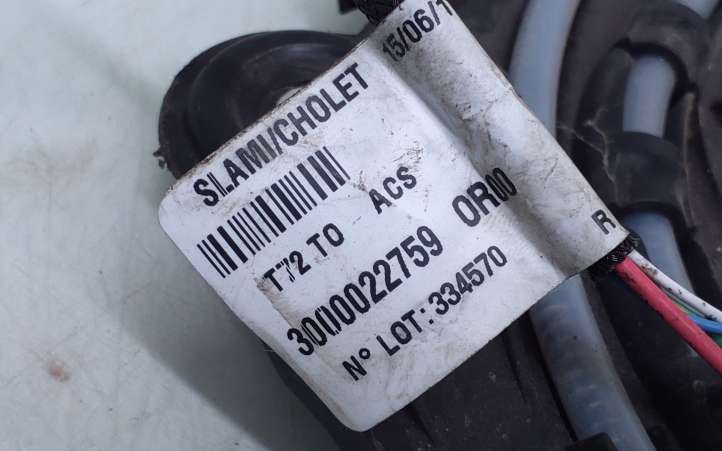 SLAMI/CHOLET 15/06/1
T72 TO ACS
3000022759 OR00
N° LOT: 334570
R